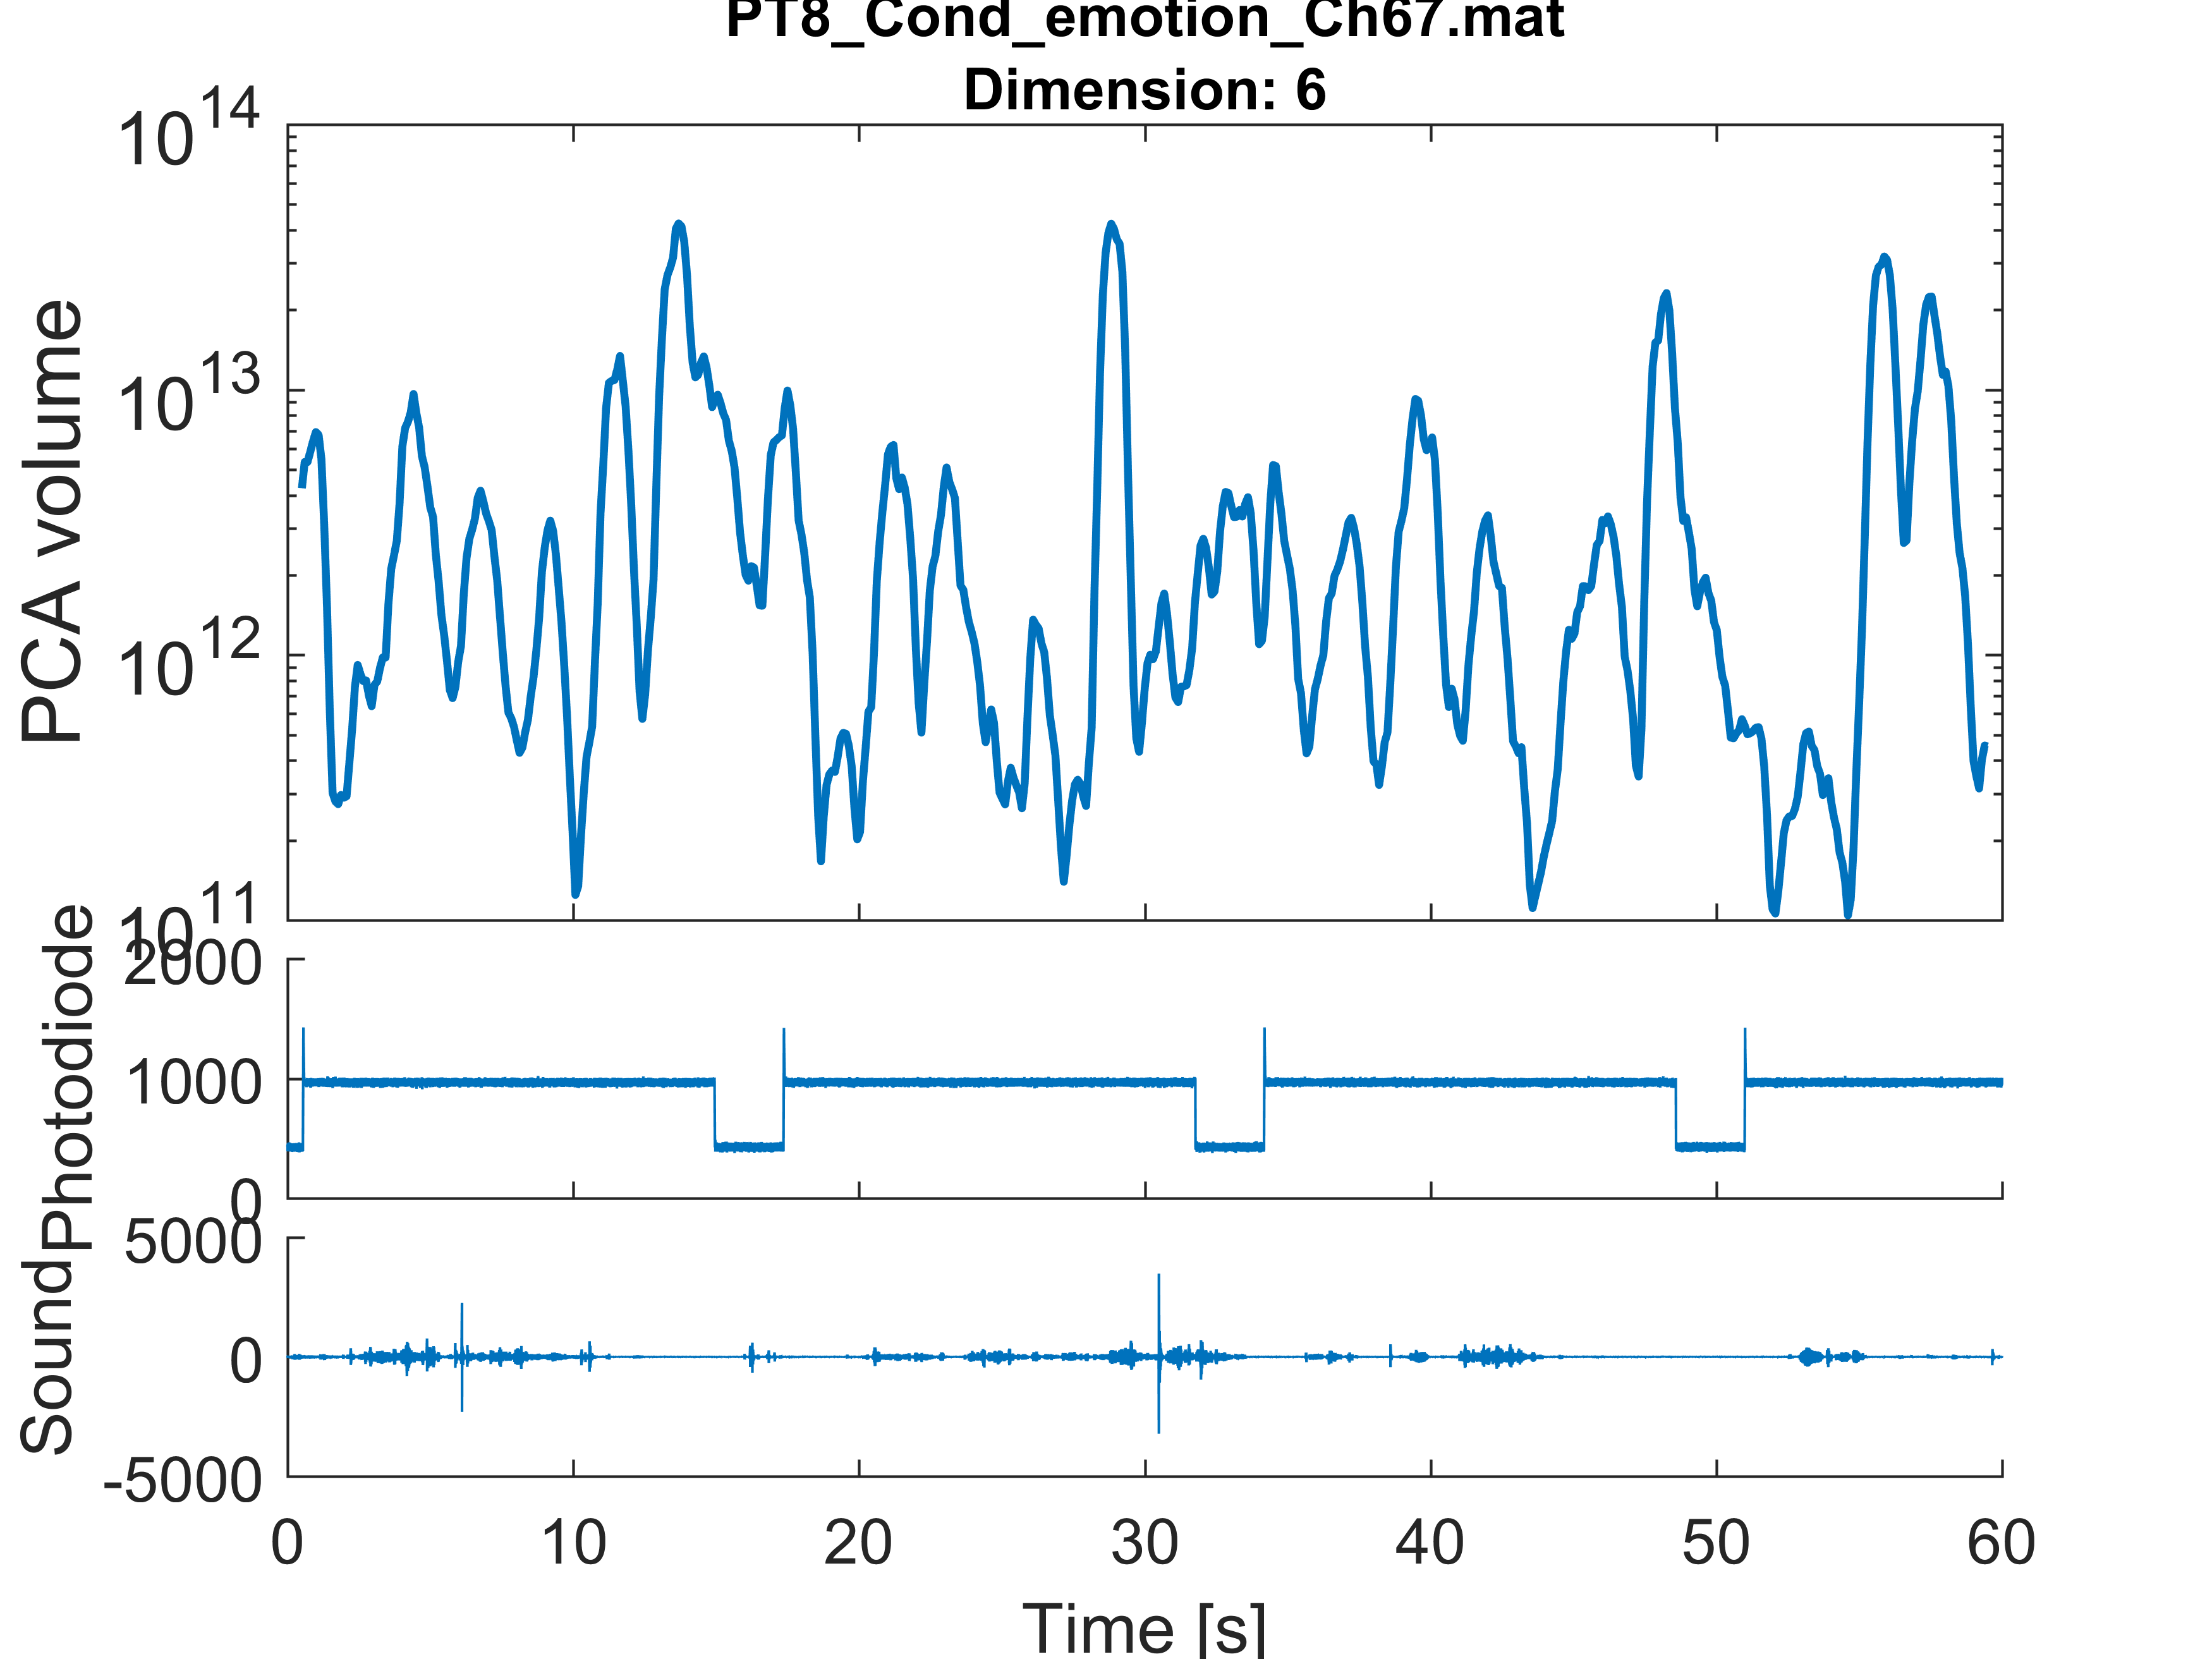 PT8_Cond_emotion_Ch67.mat
Dimension: 6
PCA volume
10^14
10^13
10^12
10^11
Photodiode
2000
1000
0
Sound
5000
0
-5000
0 10 20 30 40 50 60
Time [s]